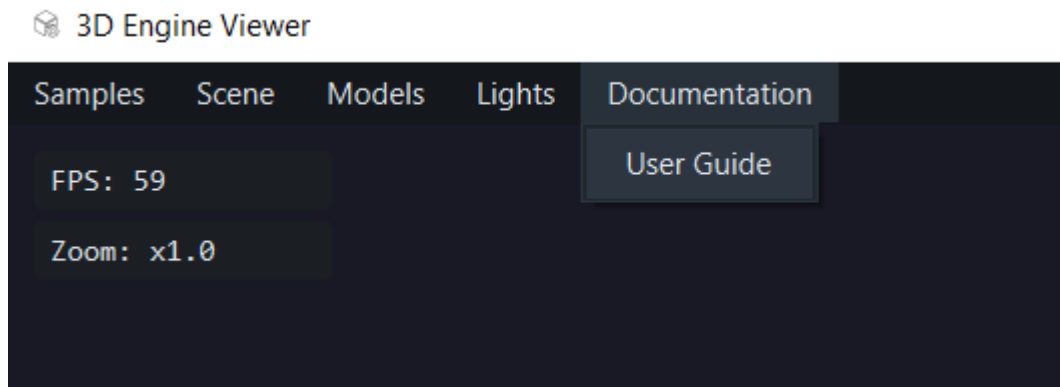 3D Engine Viewer
Samples Scene Models Lights Documentation
User Guide
FPS: 59
Zoom: x1.0